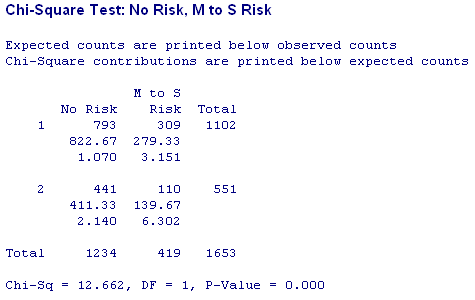 Chi-Square Test: No Risk, M to S Risk
Expected counts are printed below observed counts
Chi-Square contributions are printed below expected counts
M to S
No Risk Risk Total
1 793 309 1102
822.67 279.33
1.070 3.151
2 441 110 551
411.33 139.67
2.140 6.302
Total 1234 419 1653
Chi-Sq = 12.662, DF = 1, P-Value = 0.000